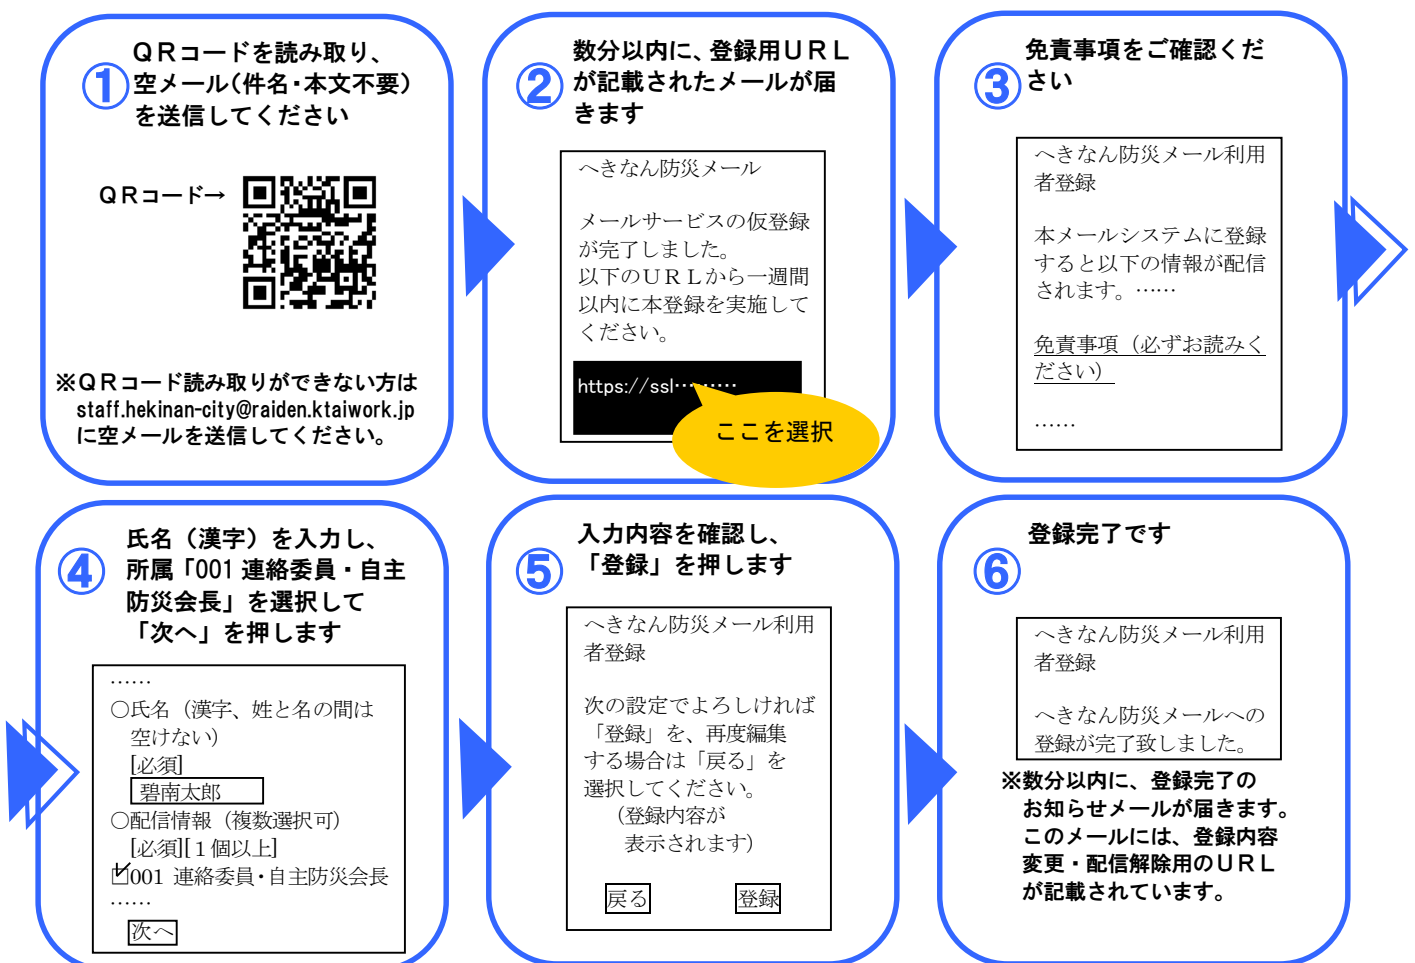 ①
ＱＲコードを読み取り、
空メール(件名・本文不要)
を送信してください
ＱＲコード→
※ＱＲコード読み取りができない方は
staff.hekinan-city@raiden.ktaiwork.jp
に空メールを送信してください。
②
数分以内に、登録用ＵＲＬ
が記載されたメールが届
きます
へきなん防災メール
メールサービスの仮登録
が完了しました。
以下のＵＲＬから一週間
以内に本登録を実施して
ください。
https://ssl………
ここを選択
③
免責事項をご確認くだ
さい
へきなん防災メール利用
者登録
本メールシステムに登録
すると以下の情報が配信
されます。……
免責事項（必ずお読みく
ださい）
……
④
氏名（漢字）を入力し、
所属「001 連絡委員・自主
防災会長」を選択して
「次へ」を押します
……
○氏名（漢字、姓と名の間は
空けない）
[必須]
碧南太郎
○配信情報（複数選択可）
[必須][１個以上]
☑001 連絡委員・自主防災会長
……
次へ
⑤
入力内容を確認し、
「登録」を押します
へきなん防災メール利用
者登録
次の設定でよろしければ
「登録」を、再度編集
する場合は「戻る」を
選択してください。
（登録内容が
表示されます）
戻る 登録
⑥
登録完了です
へきなん防災メール利用
者登録
へきなん防災メールへの
登録が完了致しました。
※数分以内に、登録完了の
お知らせメールが届きます。
このメールには、登録内容
変更・配信解除用のＵＲＬ
が記載されています。